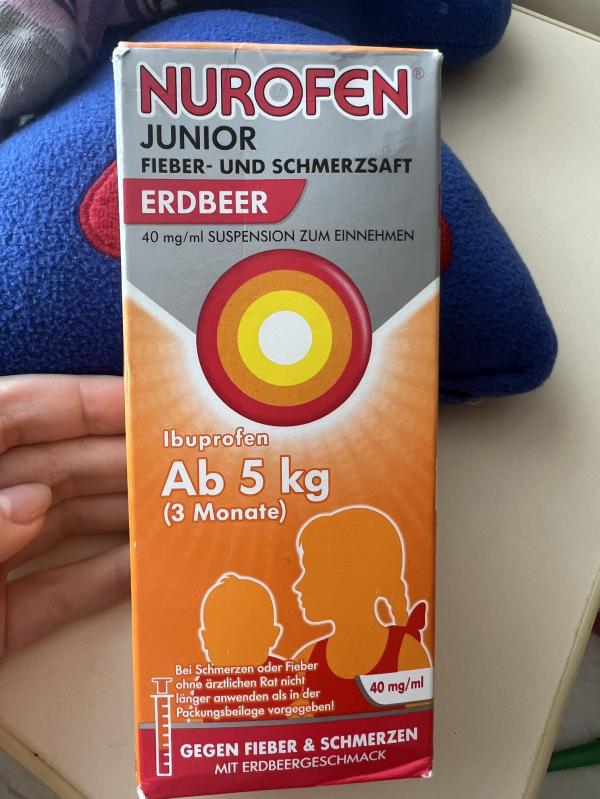 NUROFEN®
JUNIOR
FIEBER- UND SCHMERZSAFT
ERDBEER
40 mg/ml SUSPENSION ZUM EINNEHMEN
Ibuprofen
Ab 5 kg
(3 Monate)
Bei Schmerzen oder Fieber
ohne ärztlichen Rat nicht
länger anwenden als in der
Packungsbeilage vorgegeben!
40 mg/ml
GEGEN FIEBER & SCHMERZEN
MIT ERDBEERGESCHMACK